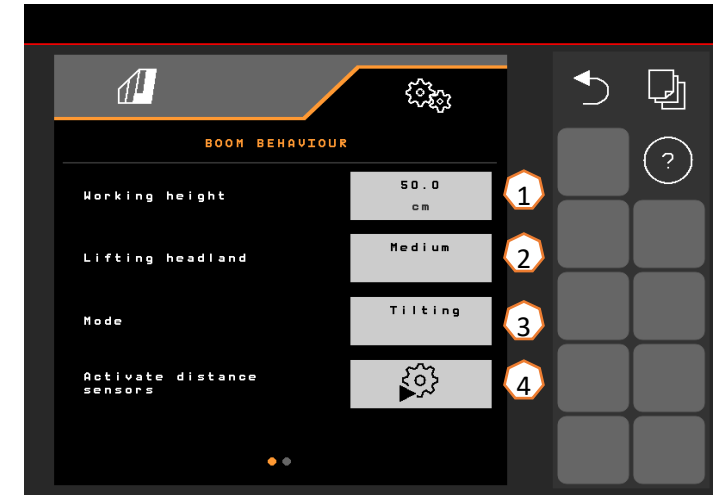 BOOM BEHAVIOUR
?
Working height
50.0
cm
1
Lifting headland
Medium
2
Mode
Tilting
3
Activate distance
sensors
4